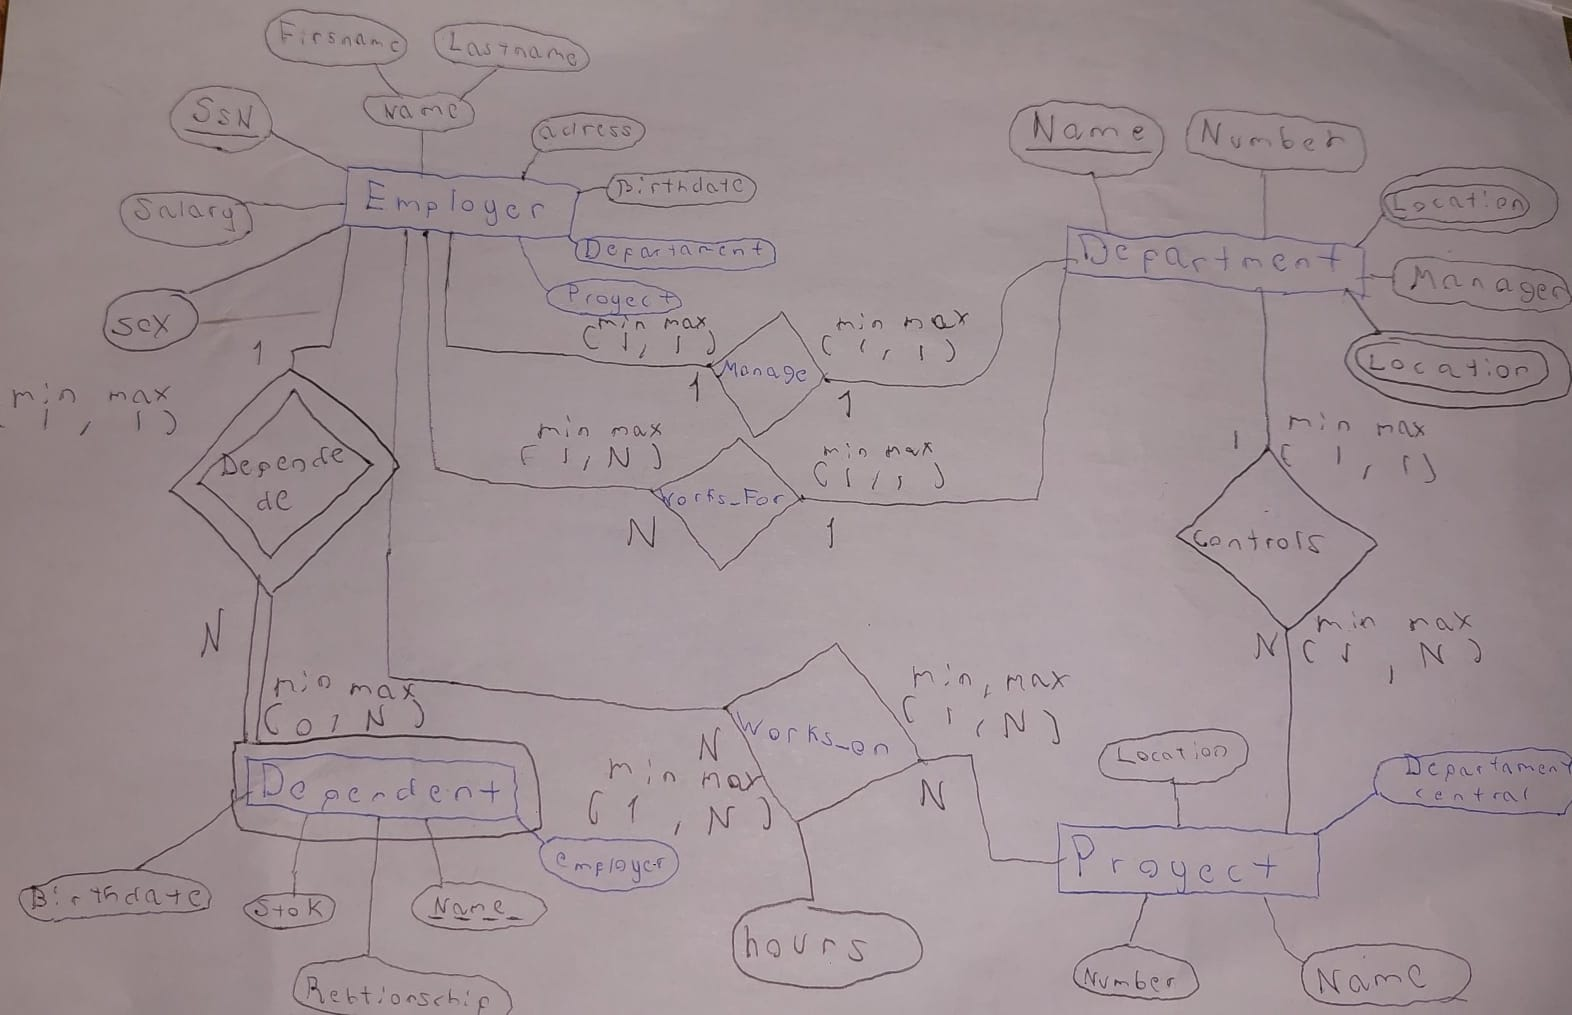 Firsname
Lastname
Name
SSN
adress
Birthdate
Employer
Salary
Departament
Proyect
sex
Name
Number
Location
Department
Manager
Location
min max
(1, 1)
Manage
min max
(1, 1)
1
1
1
min max
1, 1)
Depende
de
min max
(1, N)
Works_For
min max
(1, 1)
N
1
1
min max
(1, 1)
Controls
N
min max
(1, N)
N
min max
(0, N)
Works_on
min, max
(1, N)
N
min max
(1, N)
N
Dependent
employer
Birthdate
Name
hours
Location
Departament
central
Proyect
Number
Name